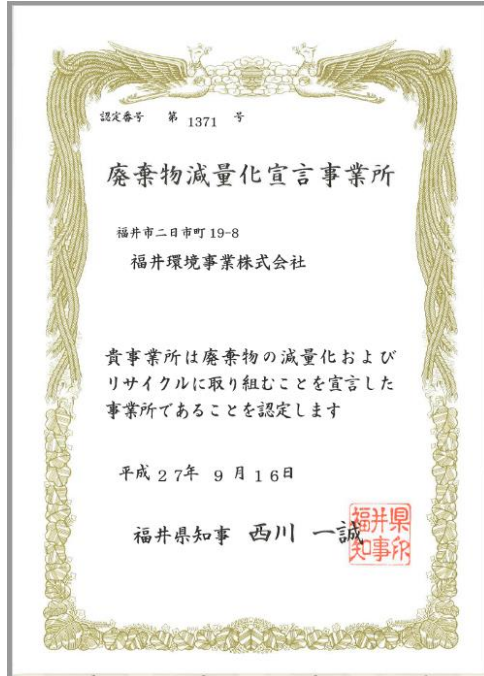 認定番号 第 1371 号
廃棄物減量化宣言事業所
福井市二日市町 19-8
福井環境事業株式会社
貴事業所は廃棄物の減量化および
リサイクルに取り組むことを宣言した
事業所であることを認定します
平成 27年 9 月 16日
福井県知事 西川 一誠
福井県
知事印